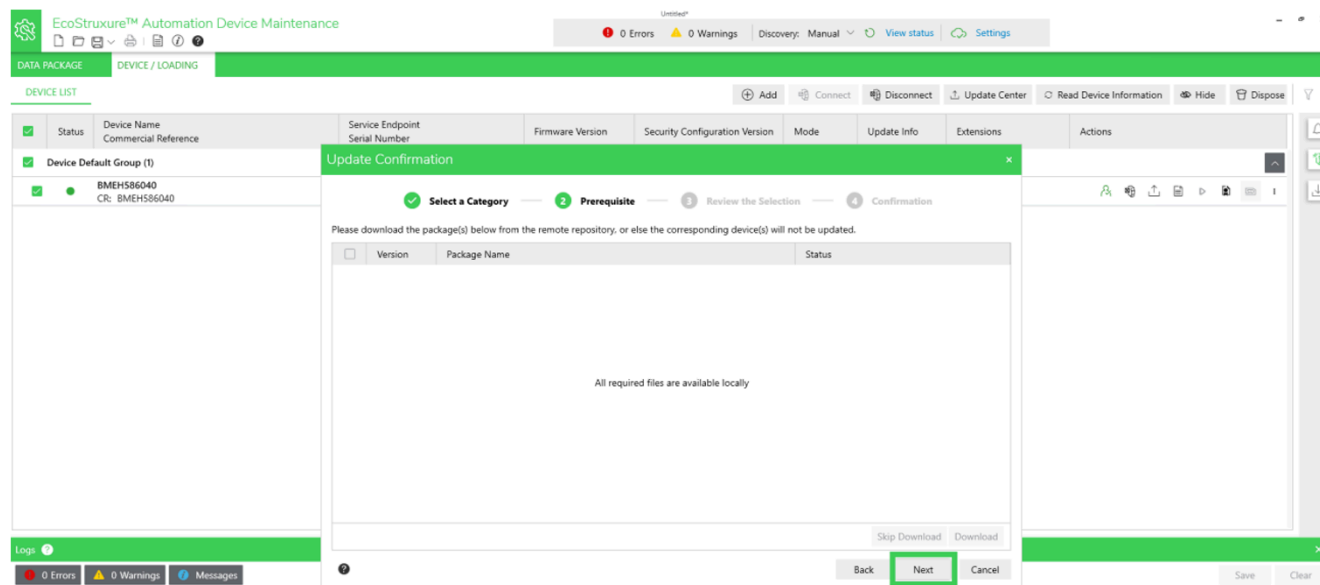 Untitled*
EcoStruxure™ Automation Device Maintenance
0 Errors 0 Warnings Discovery: Manual View status Settings
DATA PACKAGE DEVICE / LOADING
DEVICE LIST
Add Connect Disconnect Update Center Read Device Information Hide Dispose
Status Device Name Service Endpoint Firmware Version Security Configuration Version Mode Update Info Extensions Actions
Commercial Reference Serial Number
Device Default Group (1)
Update Confirmation
BMEH586040
CR: BMEH586040
Select a Category 2 Prerequisite 3 Review the Selection 4 Confirmation
Please download the package(s) below from the remote repository, or else the corresponding device(s) will not be updated.
Version Package Name Status
All required files are available locally
Skip Download Download
Logs ?
Back Next Cancel
0 Errors 0 Warnings Messages
Save Clear